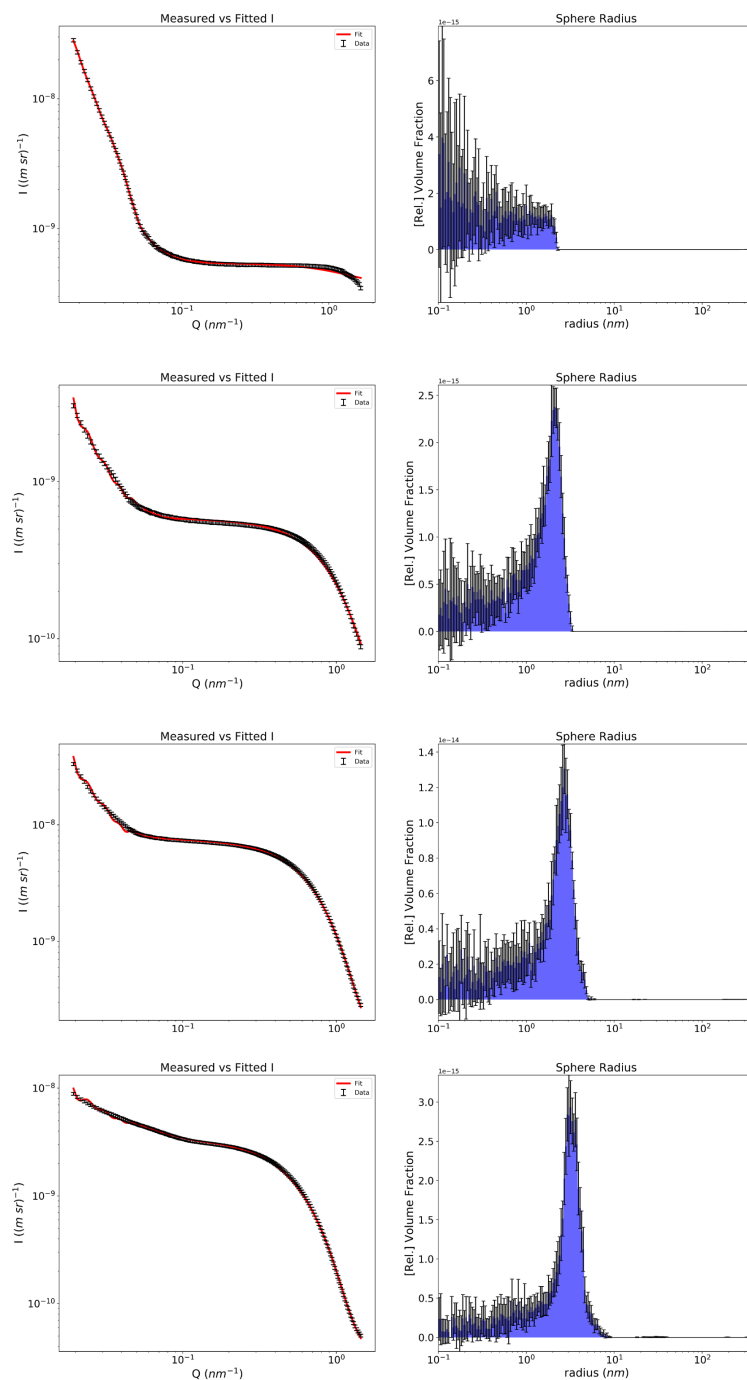 Measured vs Fitted I
Fit
Data
I ((m sr)⁻¹)
10⁻⁸
10⁻⁹
10⁻¹
10⁰
Q (nm⁻¹)
Sphere Radius
1e−15
[Rel.] Volume Fraction
6
4
2
0
10⁻¹
10⁰
10¹
10²
radius (nm)
Measured vs Fitted I
Fit
Data
I ((m sr)⁻¹)
10⁻⁹
10⁻¹⁰
10⁻¹
10⁰
Q (nm⁻¹)
Sphere Radius
1e−15
[Rel.] Volume Fraction
2.5
2.0
1.5
1.0
0.5
0.0
10⁻¹
10⁰
10¹
10²
radius (nm)
Measured vs Fitted I
Fit
Data
I ((m sr)⁻¹)
10⁻⁸
10⁻⁹
10⁻¹
10⁰
Sphere Radius
1e−14
[Rel.] Volume Fraction
1.4
1.2
1.0
0.8
0.6
0.4
0.2
0.0
10⁻¹
10⁰
10¹
10²
Measured vs Fitted I
Fit
Data
I ((m sr)⁻¹)
10⁻⁸
10⁻⁹
10⁻¹⁰
10⁻¹
10⁰
Q (nm⁻¹)
Sphere Radius
1e−15
[Rel.] Volume Fraction
3.0
2.5
2.0
1.5
1.0
0.5
0.0
10⁻¹
10⁰
10¹
10²
radius (nm)